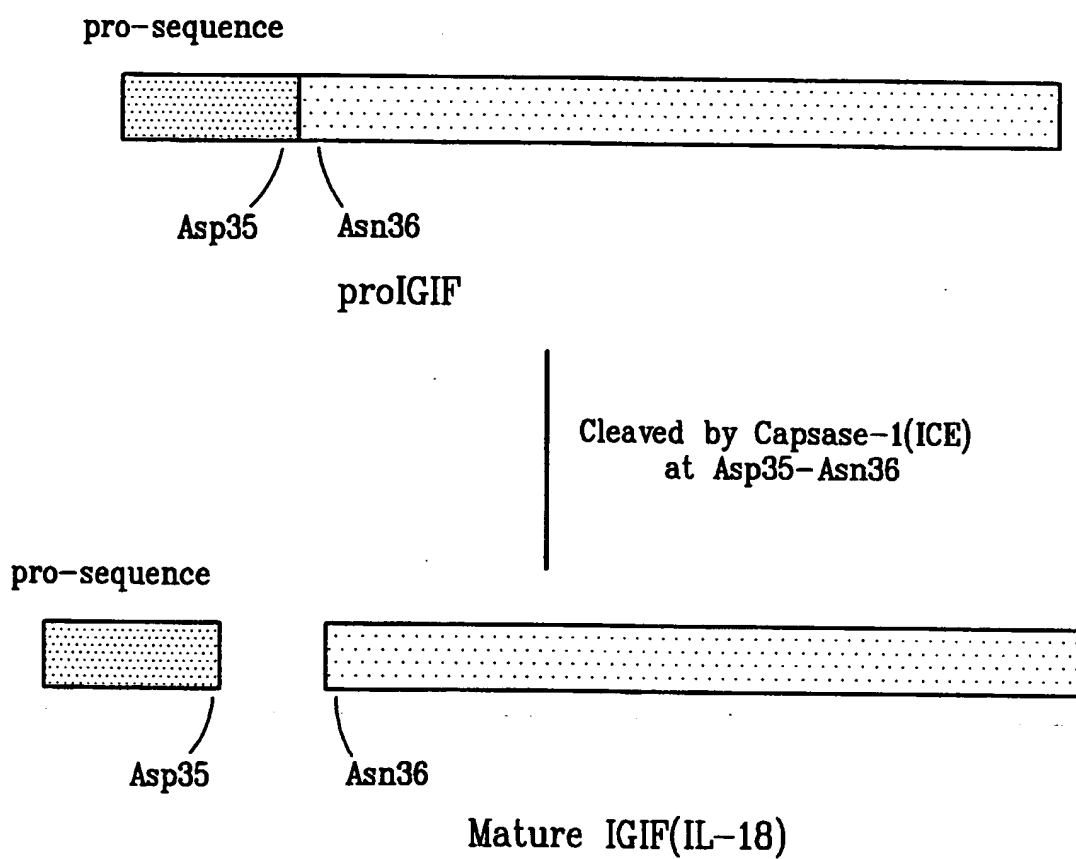 pro-sequence
Asp35
Asn36
proIGIF
Cleaved by Capsase-1(ICE)
at Asp35-Asn36
pro-sequence
Asp35
Asn36
Mature IGIF(IL-18)